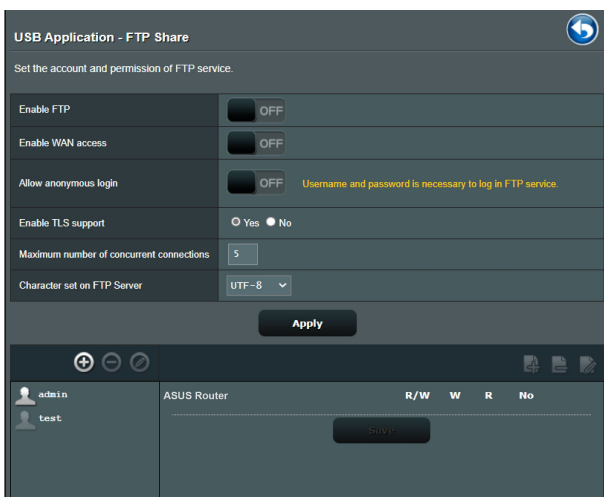 USB Application - FTP Share
Set the account and permission of FTP service.
Enable FTP
OFF
Enable WAN access
OFF
Allow anonymous login
OFF
Username and password is necessary to log in FTP service.
Enable TLS support
Yes No
Maximum number of concurrent connections
5
Character set on FTP Server
UTF-8
Apply
admin
test
ASUS Router R/W W R No
Save